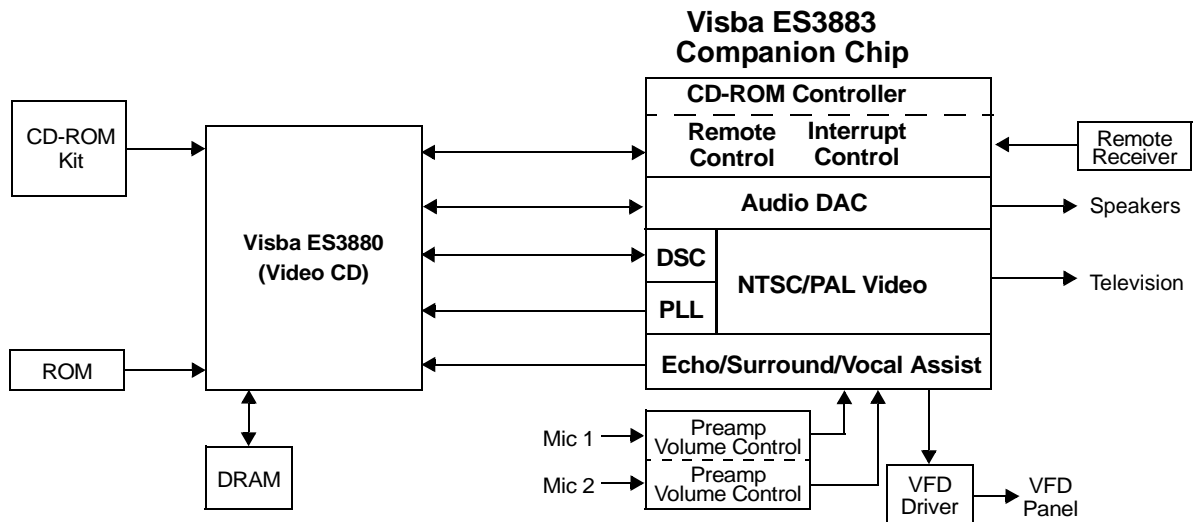 Visba ES3883
Companion Chip
CD-ROM Controller
CD-ROM
Kit
Remote
Control
Interrupt
Control
Remote
Receiver
Audio DAC
Speakers
Visba ES3880
(Video CD)
DSC
NTSC/PAL Video
Television
PLL
ROM
Echo/Surround/Vocal Assist
Mic 1
Preamp
Volume Control
DRAM
Mic 2
Preamp
Volume Control
VFD
Driver
VFD
Panel